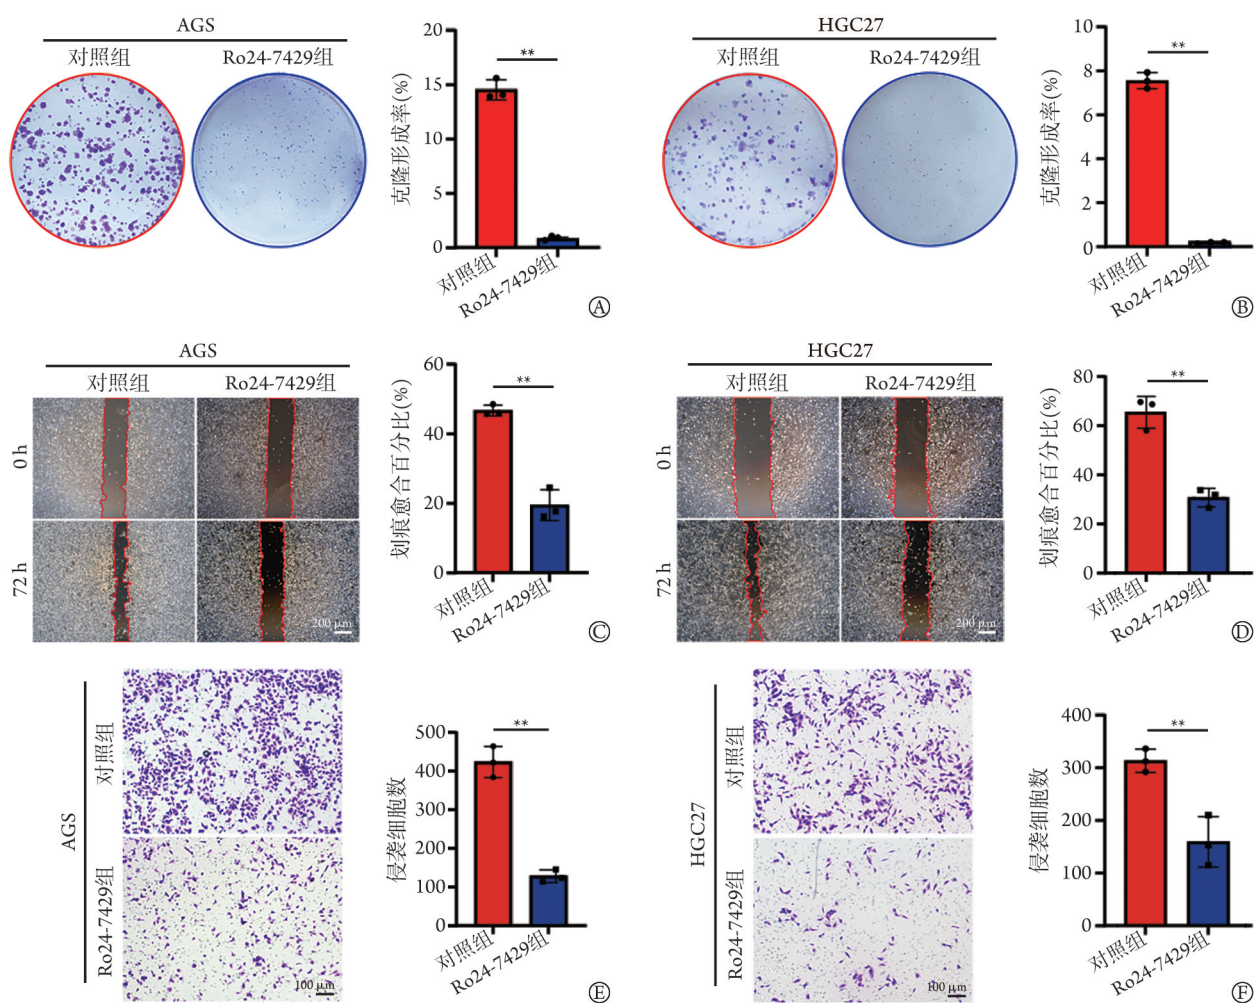 AGS
对照组
Ro24-7429组
克隆形成率(%)
20
15
10
5
0
**
对照组
Ro24-7429组
Ⓐ
HGC27
对照组
Ro24-7429组
克隆形成率(%)
10
8
6
4
2
0
**
对照组
Ro24-7429组
Ⓑ
AGS
对照组
Ro24-7429组
0 h
72 h
200 μm
划痕愈合百分比(%)
60
40
20
0
**
对照组
Ro24-7429组
Ⓒ
HGC27
对照组
Ro24-7429组
0 h
72 h
200 μm
划痕愈合百分比(%)
80
60
40
20
0
**
对照组
Ro24-7429组
Ⓓ
AGS
对照组
Ro24-7429组
100 μm
侵袭细胞数
500
400
300
200
100
0
**
对照组
Ro24-7429组
Ⓔ
HGC27
对照组
Ro24-7429组
100 μm
侵袭细胞数
400
300
200
100
0
**
对照组
Ro24-7429组
Ⓕ